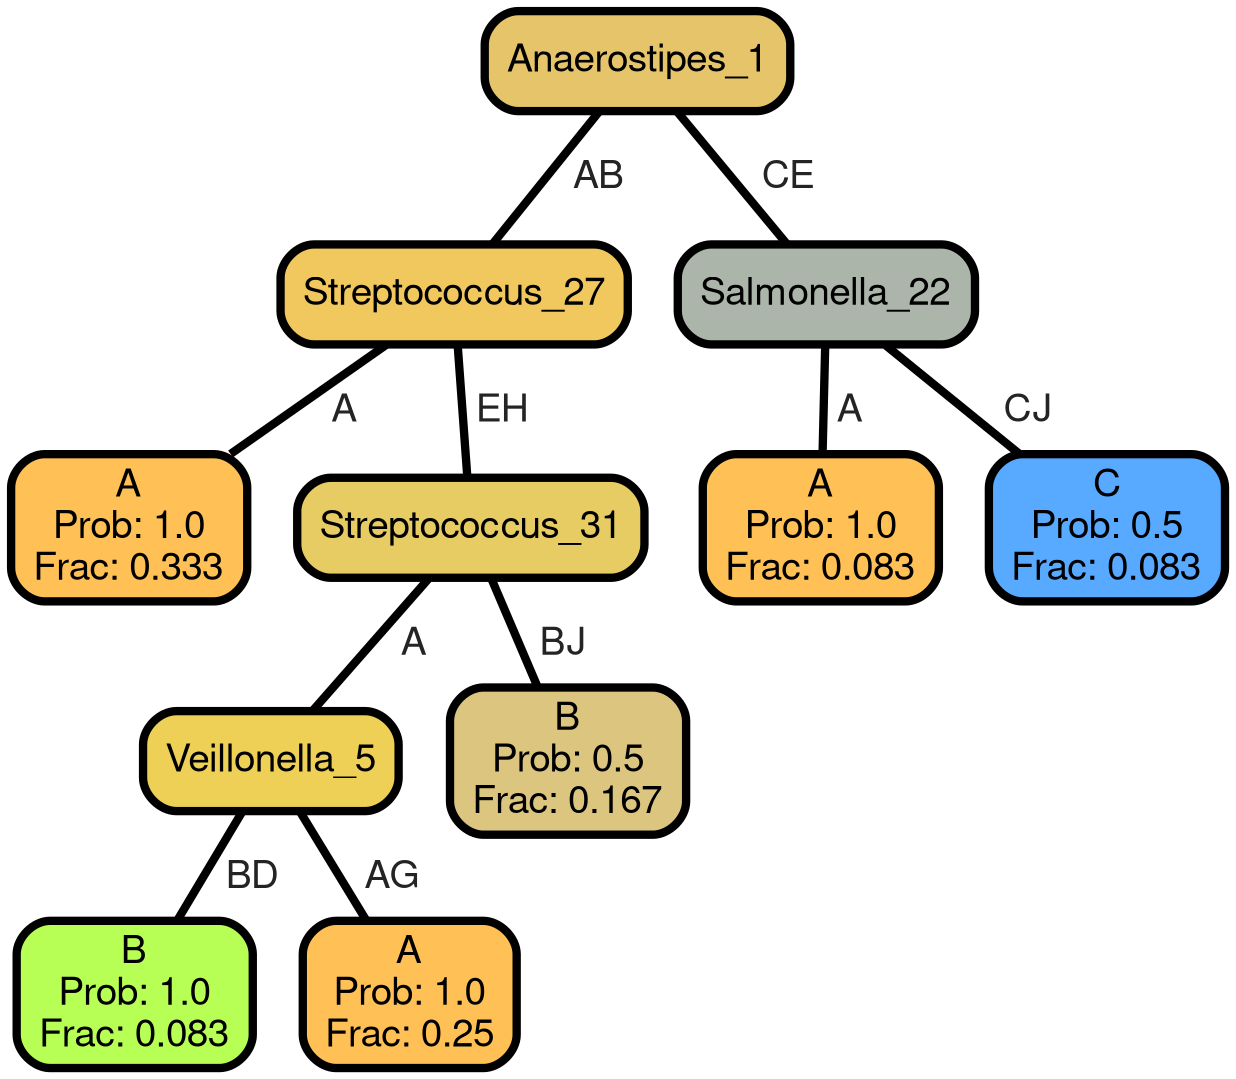 Anaerostipes_1
AB
CE
Streptococcus_27
Salmonella_22
A
EH
A
CJ
A
Prob: 1.0
Frac: 0.333
Streptococcus_31
A
Prob: 1.0
Frac: 0.083
C
Prob: 0.5
Frac: 0.083
A
BJ
Veillonella_5
B
Prob: 0.5
Frac: 0.167
BD
AG
B
Prob: 1.0
Frac: 0.083
A
Prob: 1.0
Frac: 0.25